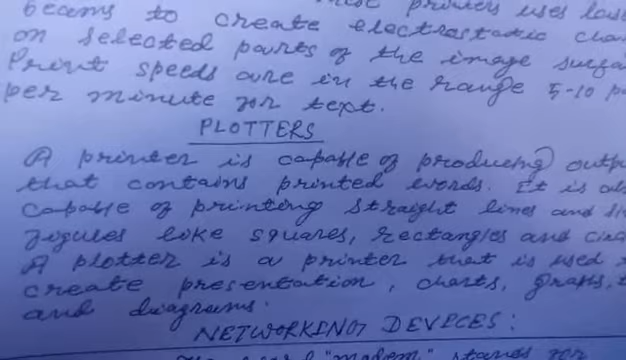 beams to create electrostatic
on selected parts of the image
Print speeds are in the range 5-10
per minute for text.
PLOTTERS
A printer is capable of producing
that contains printed words. It is
capable of printing straight lines and
figures like squares, rectangles and
A plotter is a printer that is used
create presentation, charts, graphs,
and diagrams.
NETWORKING DEVICES:
"modem" stands for